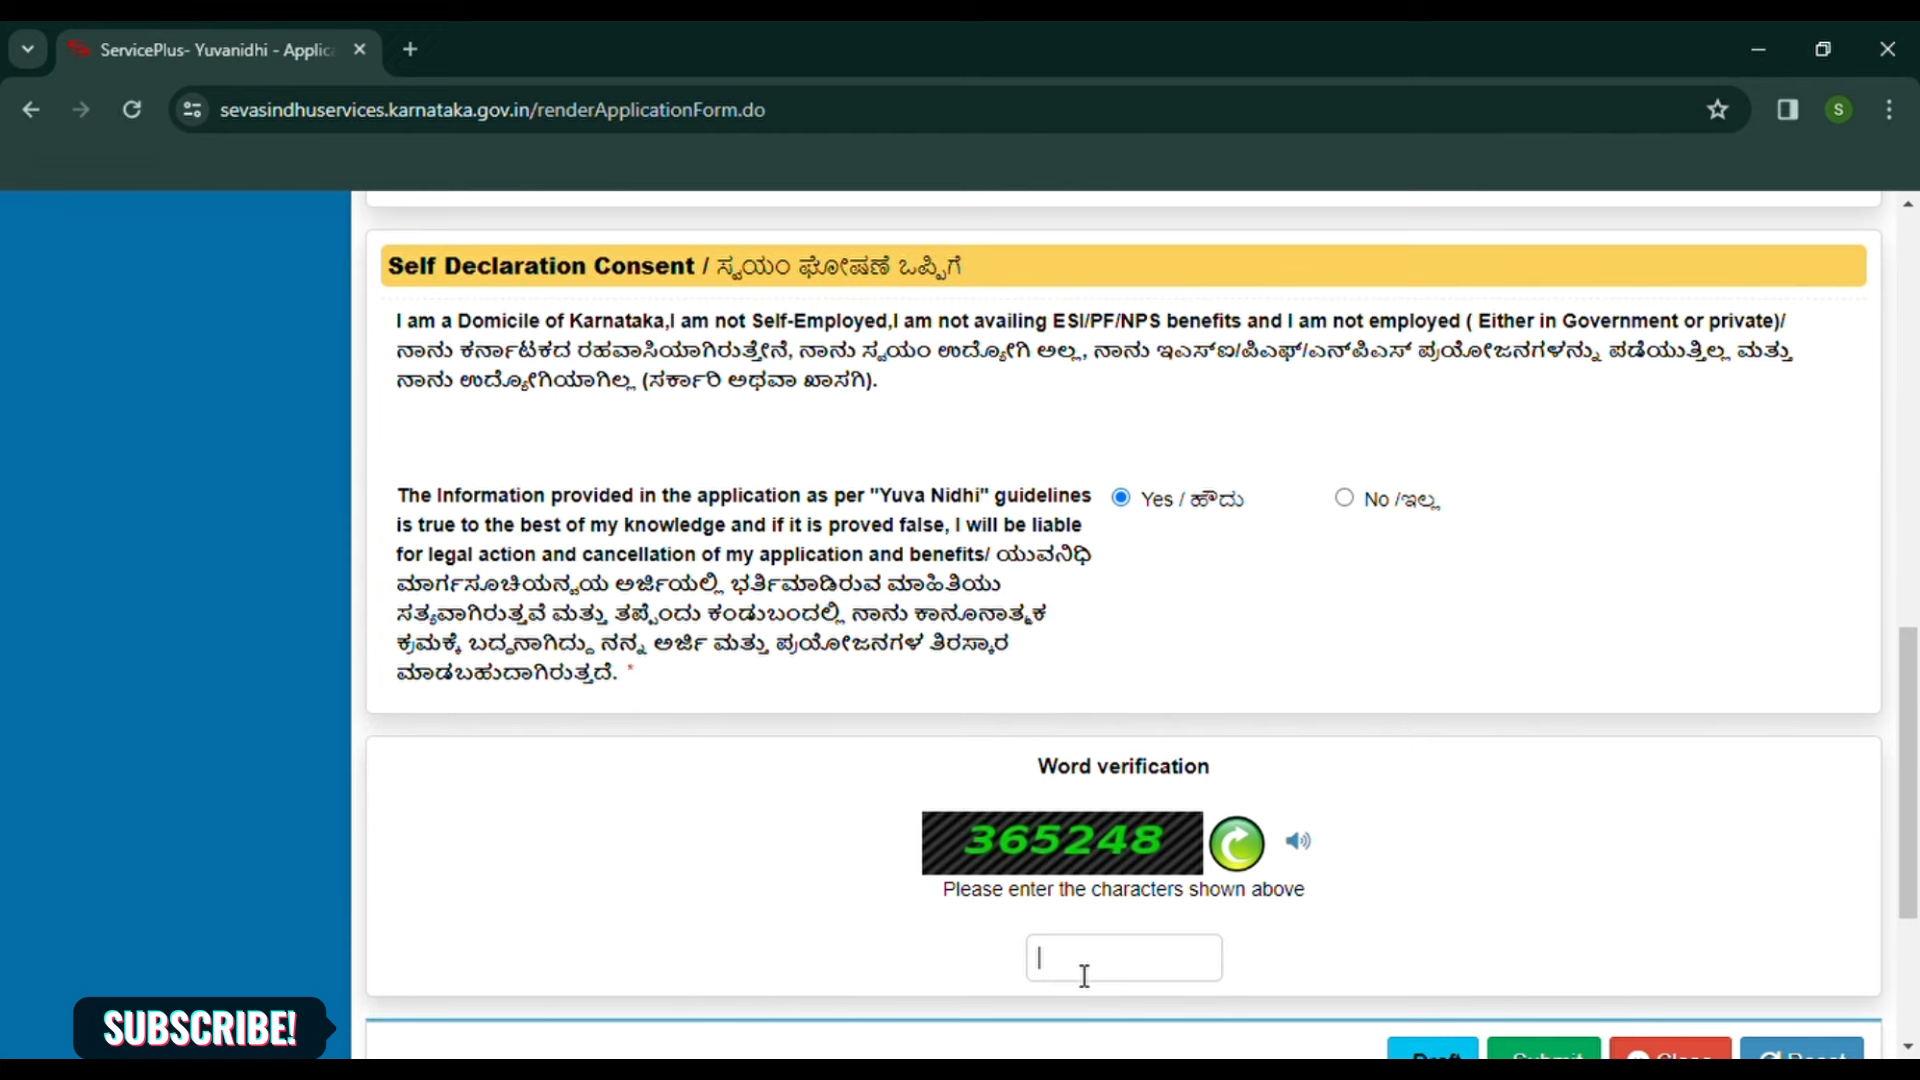 ServicePlus- Yuvanidhi - Applic
sevasindhuservices.karnataka.gov.in/renderApplicationForm.do
S
Self Declaration Consent / ಸ್ವಯಂ ಘೋಷಣೆ ಒಪ್ಪಿಗೆ
I am a Domicile of Karnataka,I am not Self-Employed,I am not availing ESI/PF/NPS benefits and I am not employed ( Either in Government or private)/
ನಾನು ಕರ್ನಾಟಕದ ರಹವಾಸಿಯಾಗಿರುತ್ತೇನೆ, ನಾನು ಸ್ವಯಂ ಉದ್ಯೋಗಿ ಅಲ್ಲ, ನಾನು ಇಎಸ್ಐ/ಪಿಎಫ್/ಎನ್‌ಪಿಎಸ್ ಪ್ರಯೋಜನಗಳನ್ನು ಪಡೆಯುತ್ತಿಲ್ಲ ಮತ್ತು
ನಾನು ಉದ್ಯೋಗಿಯಾಗಿಲ್ಲ (ಸರ್ಕಾರಿ ಅಥವಾ ಖಾಸಗಿ).
The Information provided in the application as per "Yuva Nidhi" guidelines
is true to the best of my knowledge and if it is proved false, I will be liable
for legal action and cancellation of my application and benefits/ ಯುವನಿಧಿ
ಮಾರ್ಗಸೂಚಿಯನ್ವಯ ಅರ್ಜಿಯಲ್ಲಿ ಭರ್ತಿಮಾಡಿರುವ ಮಾಹಿತಿಯು
ಸತ್ಯವಾಗಿರುತ್ತವೆ ಮತ್ತು ತಪ್ಪೆಂದು ಕಂಡುಬಂದಲ್ಲಿ ನಾನು ಕಾನೂನಾತ್ಮಕ
ಕ್ರಮಕ್ಕೆ ಬದ್ಧನಾಗಿದ್ದು ನನ್ನ ಅರ್ಜಿ ಮತ್ತು ಪ್ರಯೋಜನಗಳ ತಿರಸ್ಕಾರ
ಮಾಡಬಹುದಾಗಿರುತ್ತದೆ. *
Yes / ಹೌದು
No /ಇಲ್ಲ
Word verification
365248
Please enter the characters shown above
SUBSCRIBE!
Draft Submit Close Reset